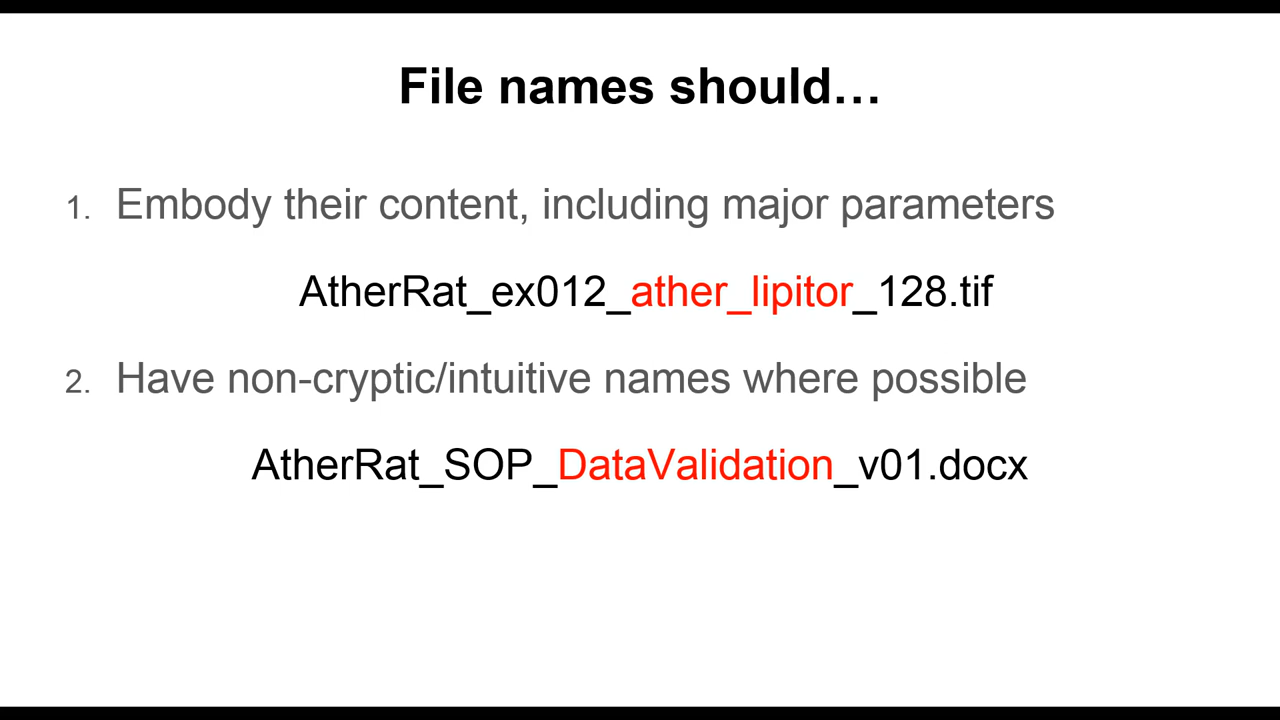 File names should…
1. Embody their content, including major parameters
AtherRat_ex012_ather_lipitor_128.tif
2. Have non-cryptic/intuitive names where possible
AtherRat_SOP_DataValidation_v01.docx